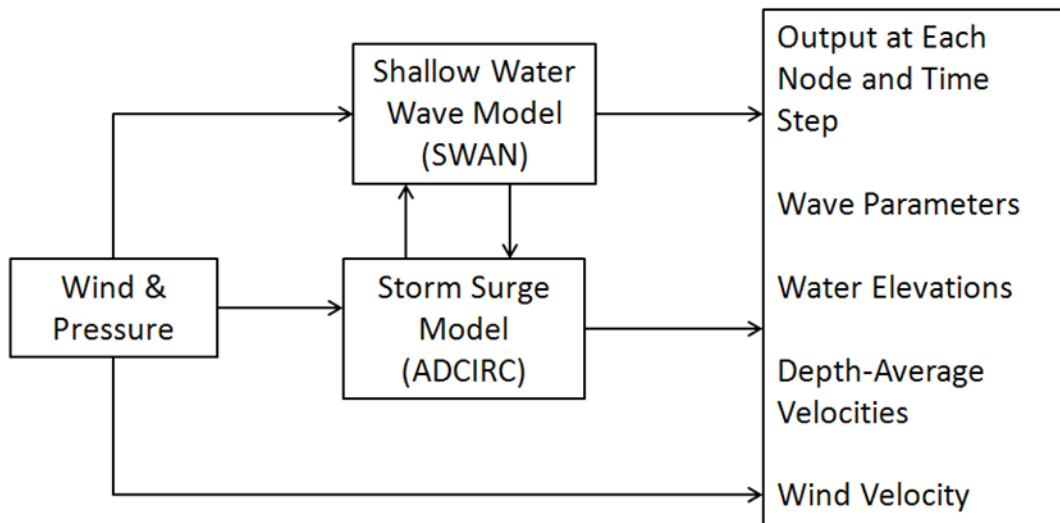 Wind &
Pressure
Shallow Water
Wave Model
(SWAN)
Storm Surge
Model
(ADCIRC)
Output at Each
Node and Time
Step
Wave Parameters
Water Elevations
Depth-Average
Velocities
Wind Velocity